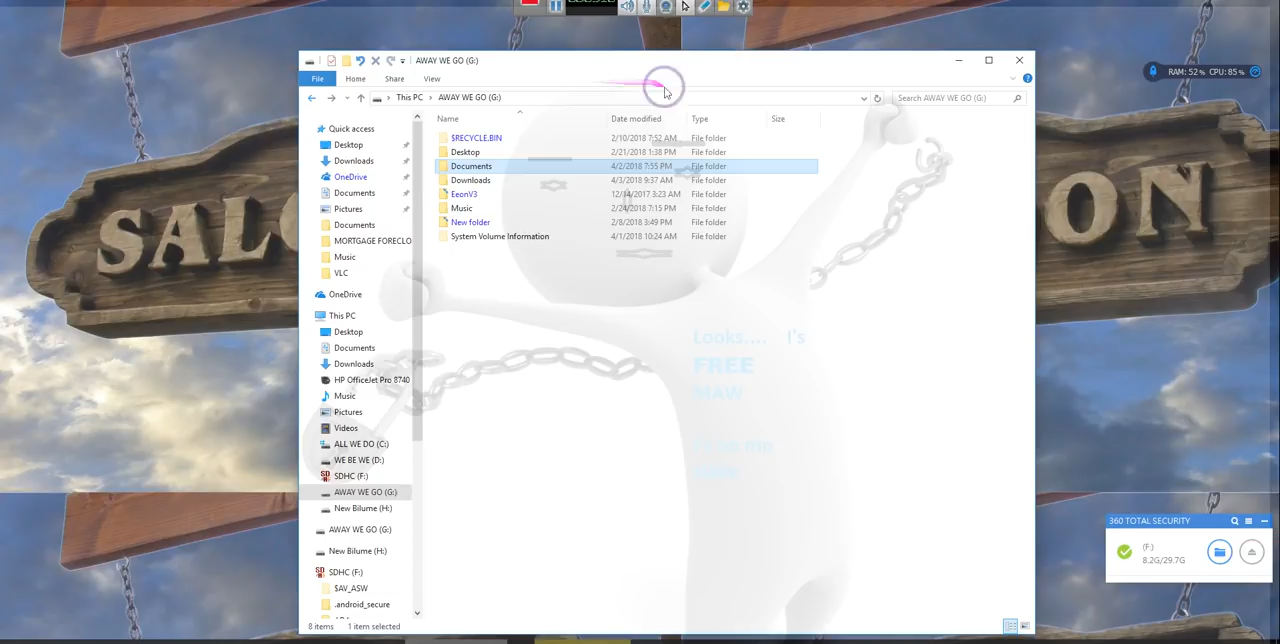 RAM: 52% CPU: 85%
AWAY WE GO (G:)
File Home Share View
This PC AWAY WE GO (G:) Search AWAY WE GO (G:)
Name Date modified Type Size
Quick access
Desktop
Downloads
OneDrive
Documents
Pictures
Documents
MORTGAGE FORECLO
Music
VLC
OneDrive
This PC
Desktop
Documents
Downloads
HP OfficeJet Pro 8740
Music
Pictures
Videos
ALL WE DO (C:)
WE BE WE (D:)
SDHC (F:)
AWAY WE GO (G:)
New Bilume (H:)
AWAY WE GO (G:)
New Bilume (H:)
SDHC (F:)
$AV_ASW
.android_secure
$RECYCLE.BIN 2/10/2018 7:52 AM File folder
Desktop 2/21/2018 1:38 PM File folder
Documents 4/2/2018 7:55 PM File folder
Downloads 4/3/2018 9:37 AM File folder
EeonV3 12/14/2017 3:23 AM File folder
Music 2/24/2018 7:15 PM File folder
New folder 2/8/2018 3:49 PM File folder
System Volume Information 4/1/2018 10:24 AM File folder
Looks.... I's
FREE
MAW
8 items 1 item selected
SAL
ON
360 TOTAL SECURITY
(F:)
8.2G/29.7G